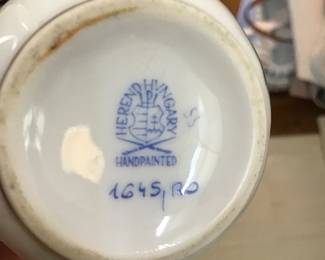 HEREND HUNGARY
HANDPAINTED
1645, RO